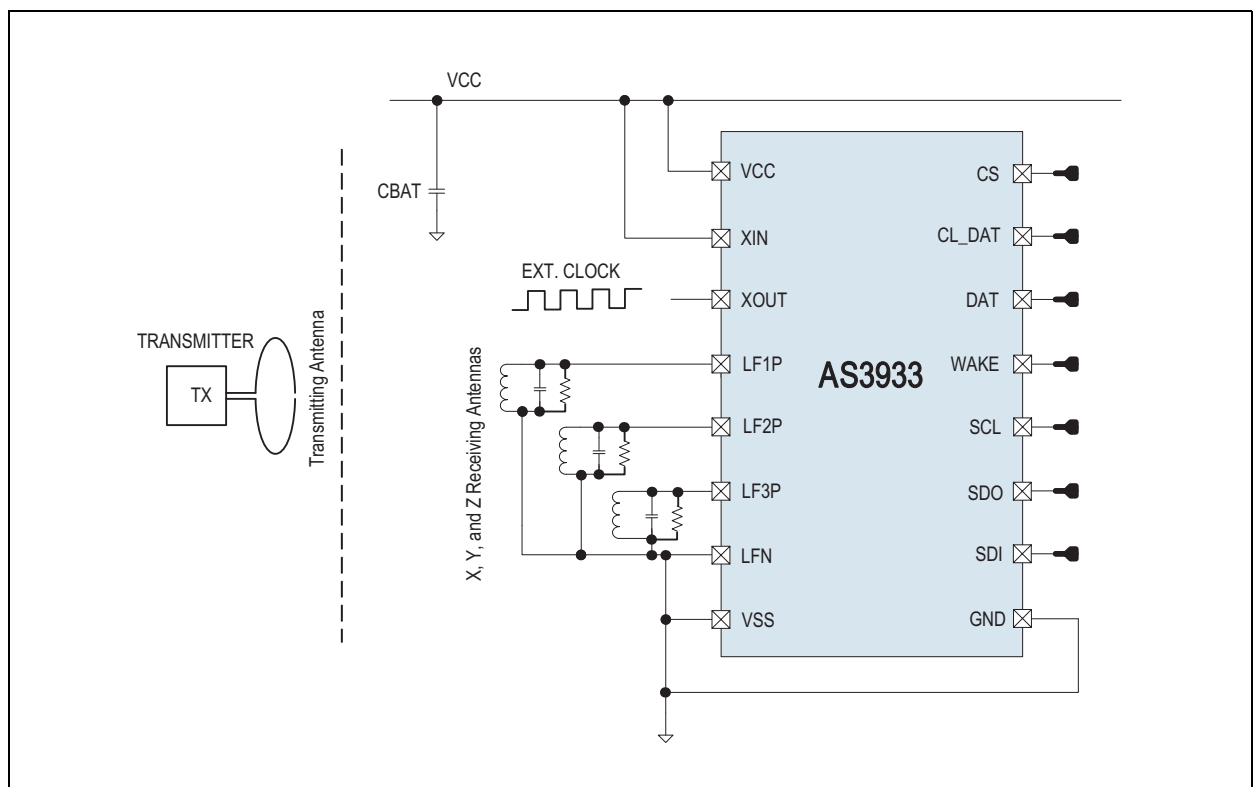 VCC
CBAT
EXT. CLOCK
TRANSMITTER
TX
Transmitting Antenna
X, Y, and Z Receiving Antennas
VCC
XIN
XOUT
LF1P
LF2P
LF3P
LFN
VSS
AS3933
CS
CL_DAT
DAT
WAKE
SCL
SDO
SDI
GND